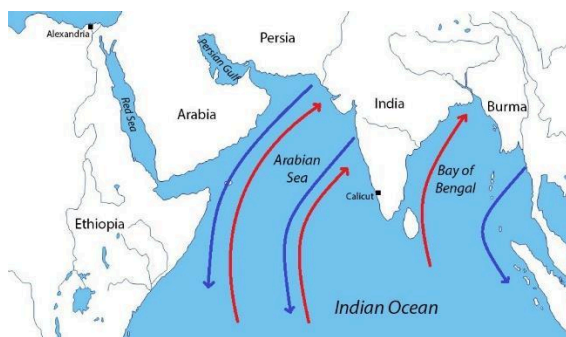 Alexandria
Persia
Persian Gulf
Red Sea
Arabia
India
Burma
Arabian
Sea
Bay of
Bengal
Calicut
Ethiopia
Indian Ocean